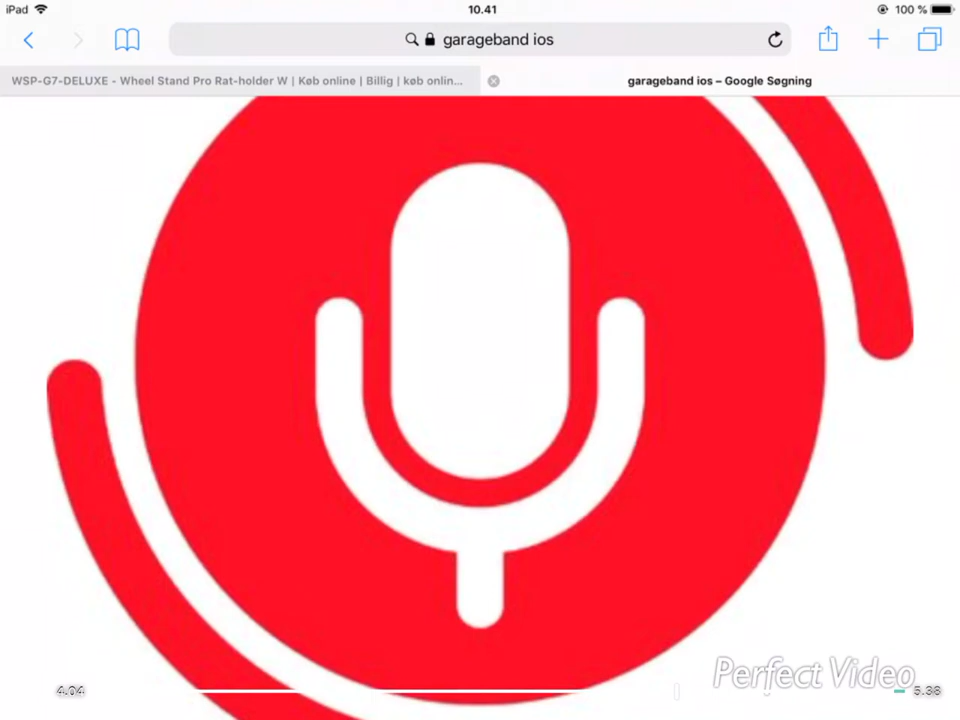 iPad 10.41 100 %
garageband ios
WSP-G7-DELUXE - Wheel Stand Pro Rat-holder W | Køb online | Billig | køb onlin... garageband ios – Google Søgning
Perfect Video
4.04 5.38